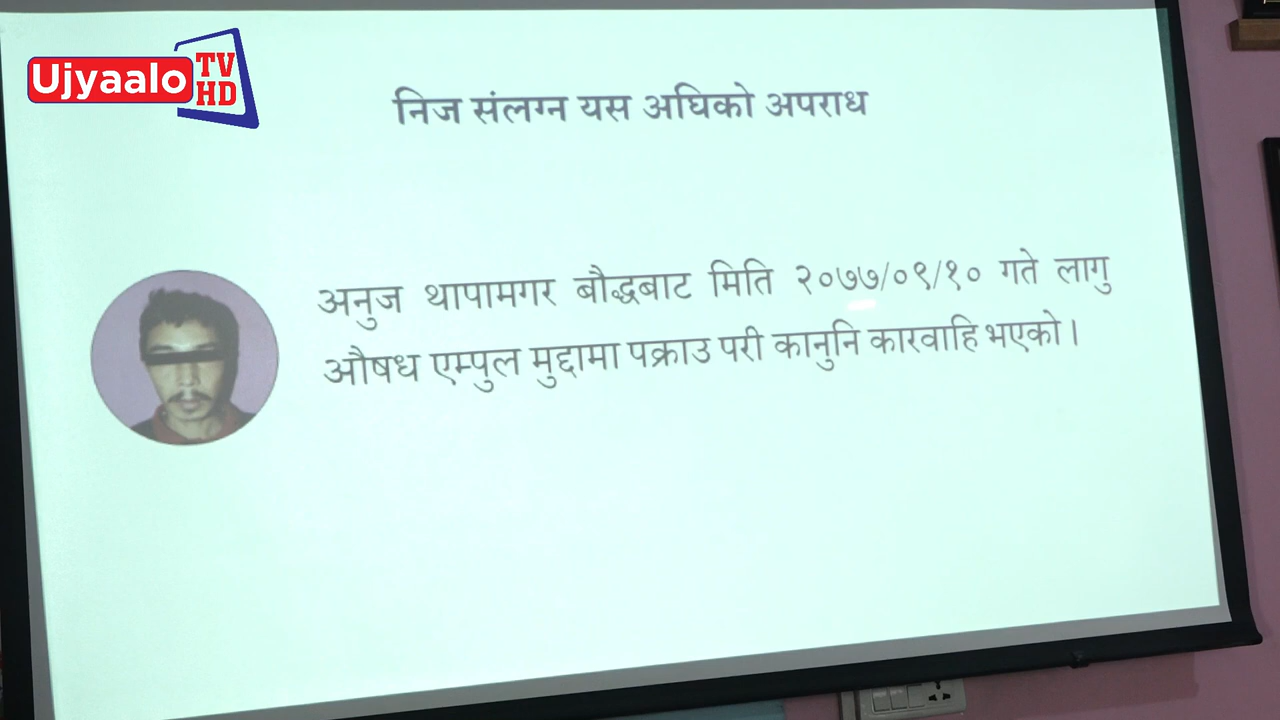 Ujyaalo
TV
HD
निज संलग्न यस अघिको अपराध
अनुज थापामगर बौद्धबाट मिति २०७७/०९/१० गते लागु
औषध एम्पुल मुद्दामा पक्राउ परी कानुनि कारवाहि भएको ।